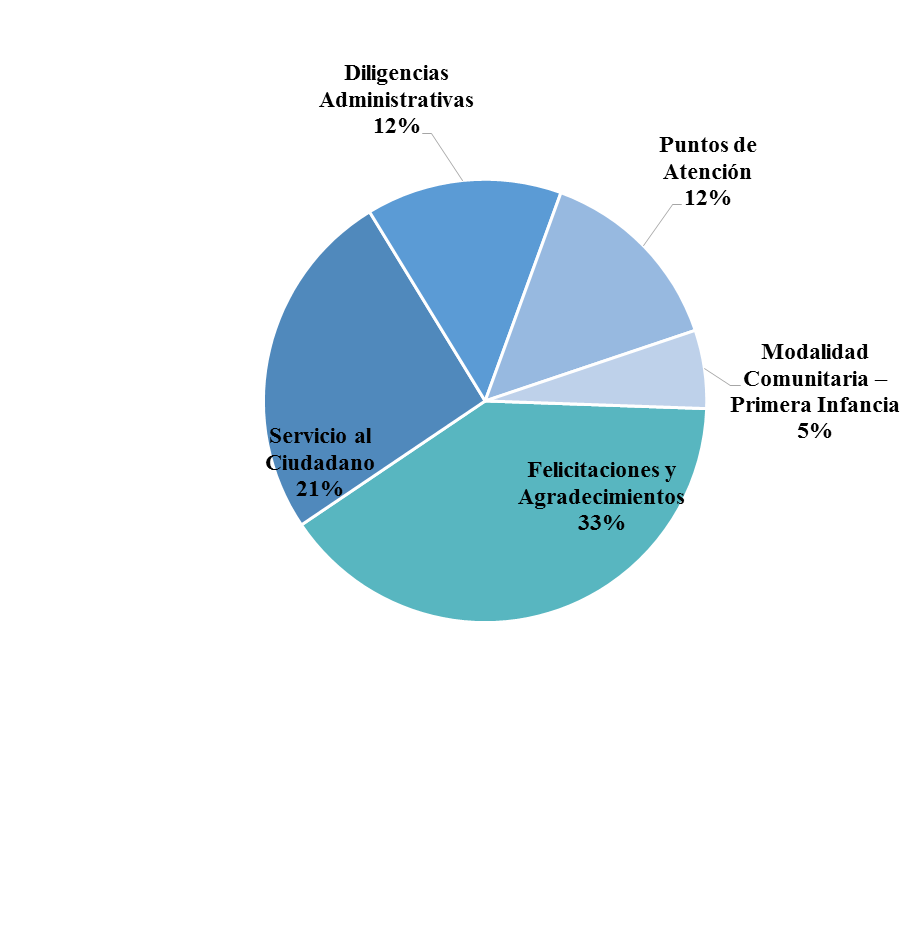 Diligencias
Administrativas
12%
Puntos de
Atención
12%
Modalidad
Comunitaria –
Primera Infancia
5%
Servicio al
Ciudadano
21%
Felicitaciones y
Agradecimientos
33%